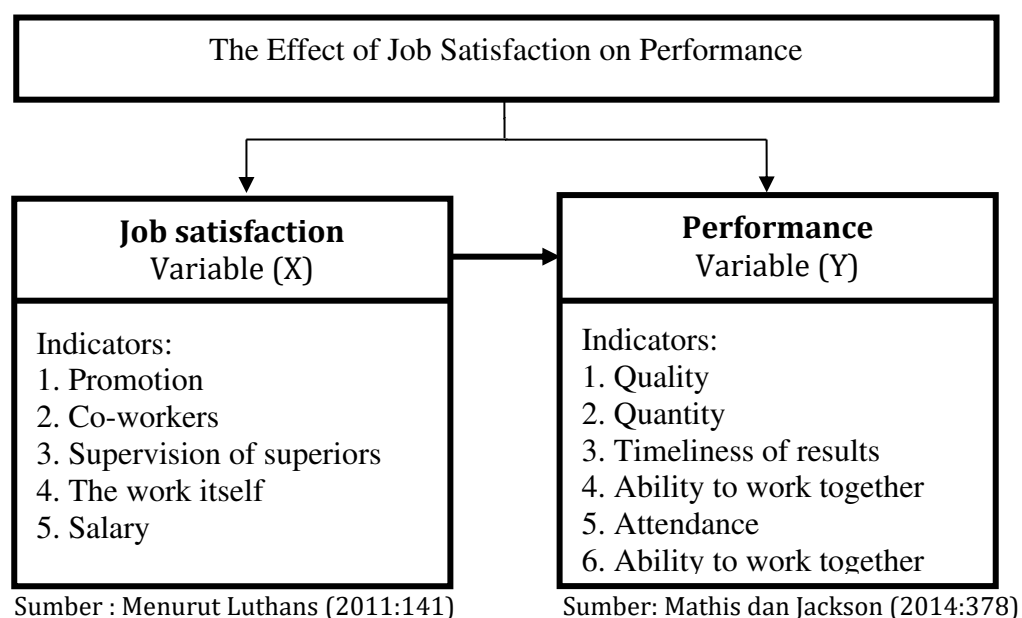 The Effect of Job Satisfaction on Performance
Job satisfaction
Variable (X)
Indicators:
1. Promotion
2. Co-workers
3. Supervision of superiors
4. The work itself
5. Salary
Sumber : Menurut Luthans (2011:141)
Performance
Variable (Y)
Indicators:
1. Quality
2. Quantity
3. Timeliness of results
4. Ability to work together
5. Attendance
6. Ability to work together
Sumber: Mathis dan Jackson (2014:378)